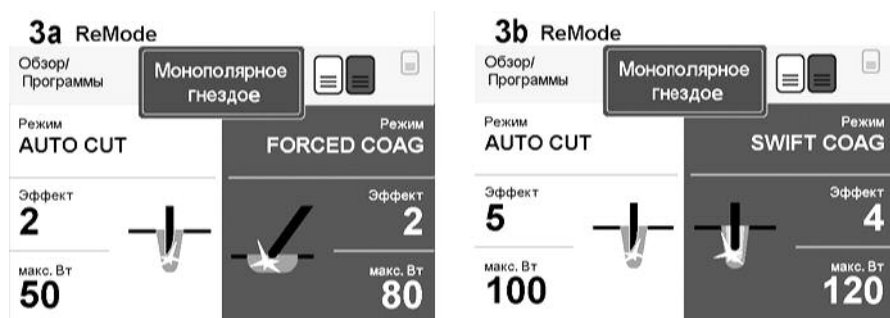 3a ReMode
Обзор/
Программы
Монополярное
гнездое
Режим
AUTO CUT
Режим
FORCED COAG
Эффект
2
Эффект
2
макс. Вт
50
макс. Вт
80
3b ReMode
Обзор/
Программы
Монополярное
гнездое
Режим
AUTO CUT
Режим
SWIFT COAG
Эффект
5
Эффект
4
макс. Вт
100
макс. Вт
120